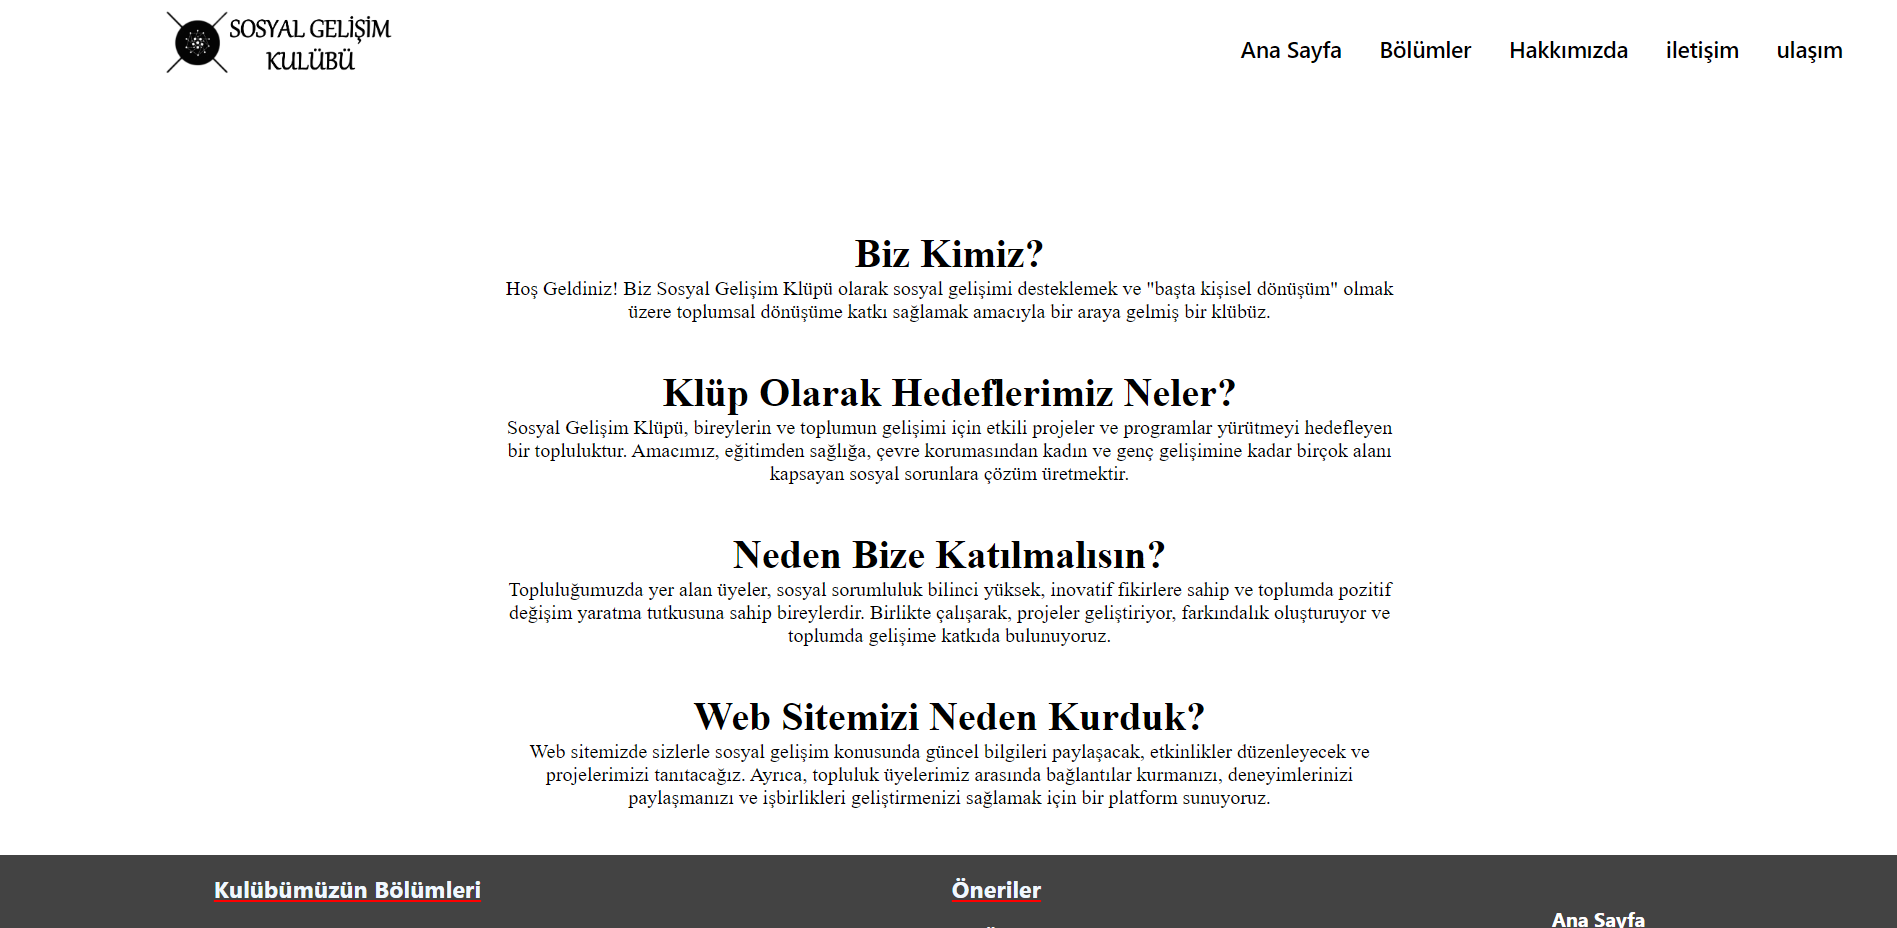 SOSYAL GELİŞİM
KULÜBÜ
Ana Sayfa Bölümler Hakkımızda iletişim ulaşım
Biz Kimiz?
Hoş Geldiniz! Biz Sosyal Gelişim Klüpü olarak sosyal gelişimi desteklemek ve "başta kişisel dönüşüm" olmak
üzere toplumsal dönüşüme katkı sağlamak amacıyla bir araya gelmiş bir klübüz.
Klüp Olarak Hedeflerimiz Neler?
Sosyal Gelişim Klüpü, bireylerin ve toplumun gelişimi için etkili projeler ve programlar yürütmeyi hedefleyen
bir topluluktur. Amacımız, eğitimden sağlığa, çevre korumasından kadın ve genç gelişimine kadar birçok alanı
kapsayan sosyal sorunlara çözüm üretmektir.
Neden Bize Katılmalısın?
Topluluğumuzda yer alan üyeler, sosyal sorumluluk bilinci yüksek, inovatif fikirlere sahip ve toplumda pozitif
değişim yaratma tutkusuna sahip bireylerdir. Birlikte çalışarak, projeler geliştiriyor, farkındalık oluşturuyor ve
toplumda gelişime katkıda bulunuyoruz.
Web Sitemizi Neden Kurduk?
Web sitemizde sizlerle sosyal gelişim konusunda güncel bilgileri paylaşacak, etkinlikler düzenleyecek ve
projelerimizi tanıtacağız. Ayrıca, topluluk üyelerimiz arasında bağlantılar kurmanızı, deneyimlerinizi
paylaşmanızı ve işbirlikleri geliştirmenizi sağlamak için bir platform sunuyoruz.
Kulübümüzün Bölümleri Öneriler
Ana Sayfa